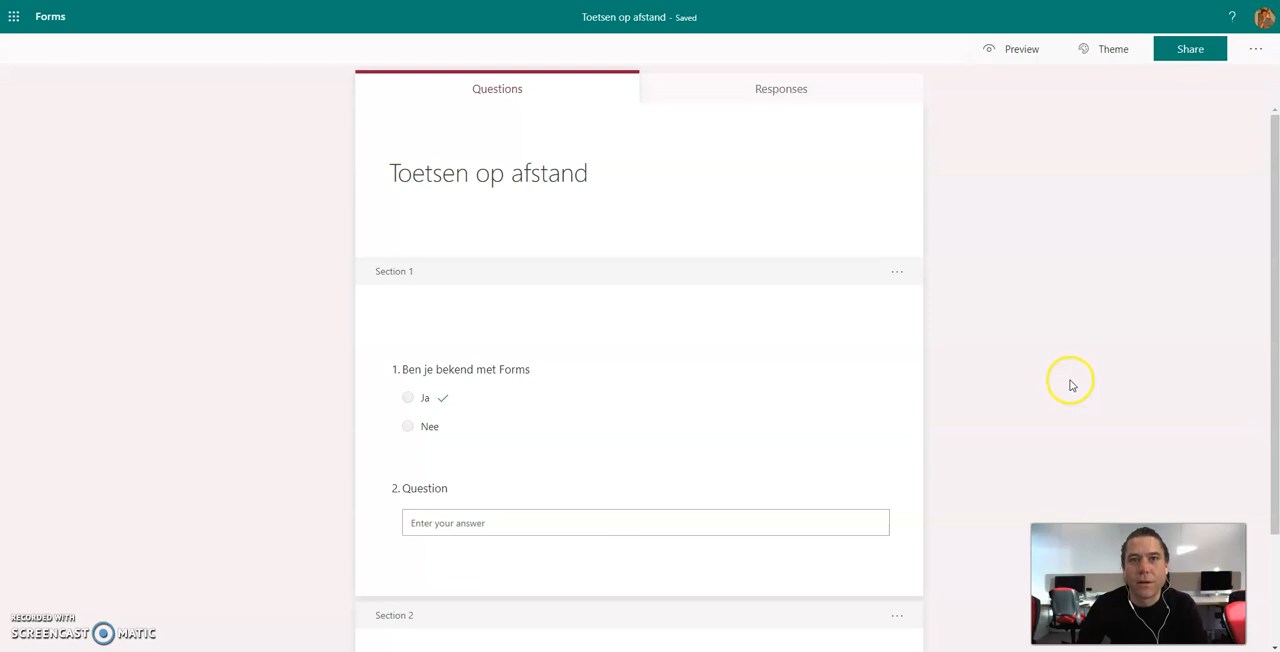 Forms
Toetsen op afstand - Saved
?
Preview
Theme
Share
Questions
Responses
Toetsen op afstand
Section 1
1. Ben je bekend met Forms
Ja
Nee
2. Question
Enter your answer
Section 2
RECORDED WITH
SCREENCAST MATIC